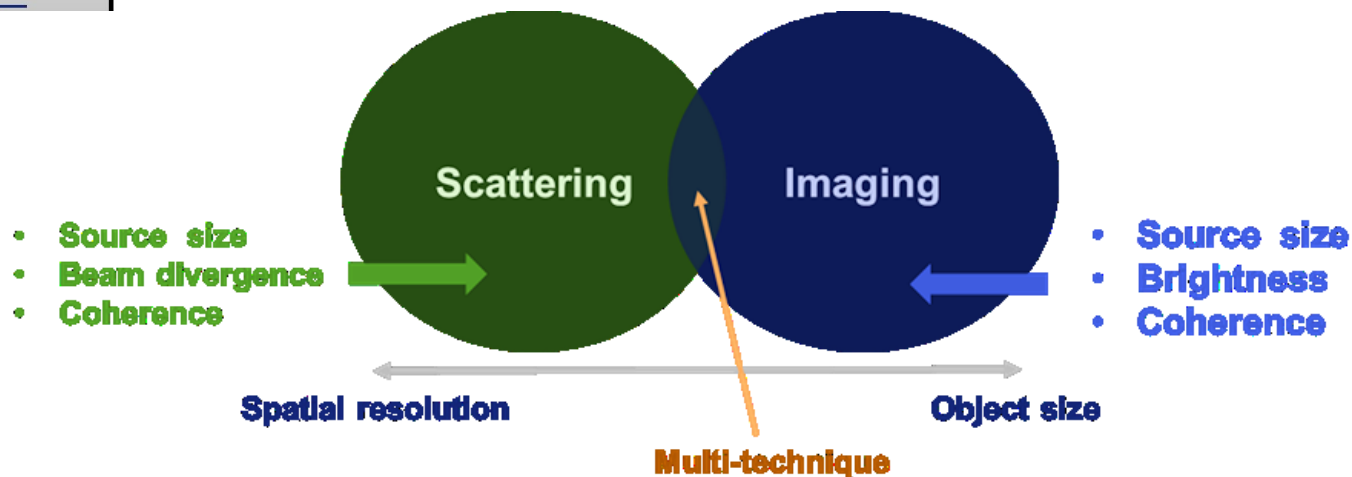 Scattering
Imaging
• Source size
• Beam divergence
• Coherence
• Source size
• Brightness
• Coherence
Spatial resolution
Object size
Multi-technique